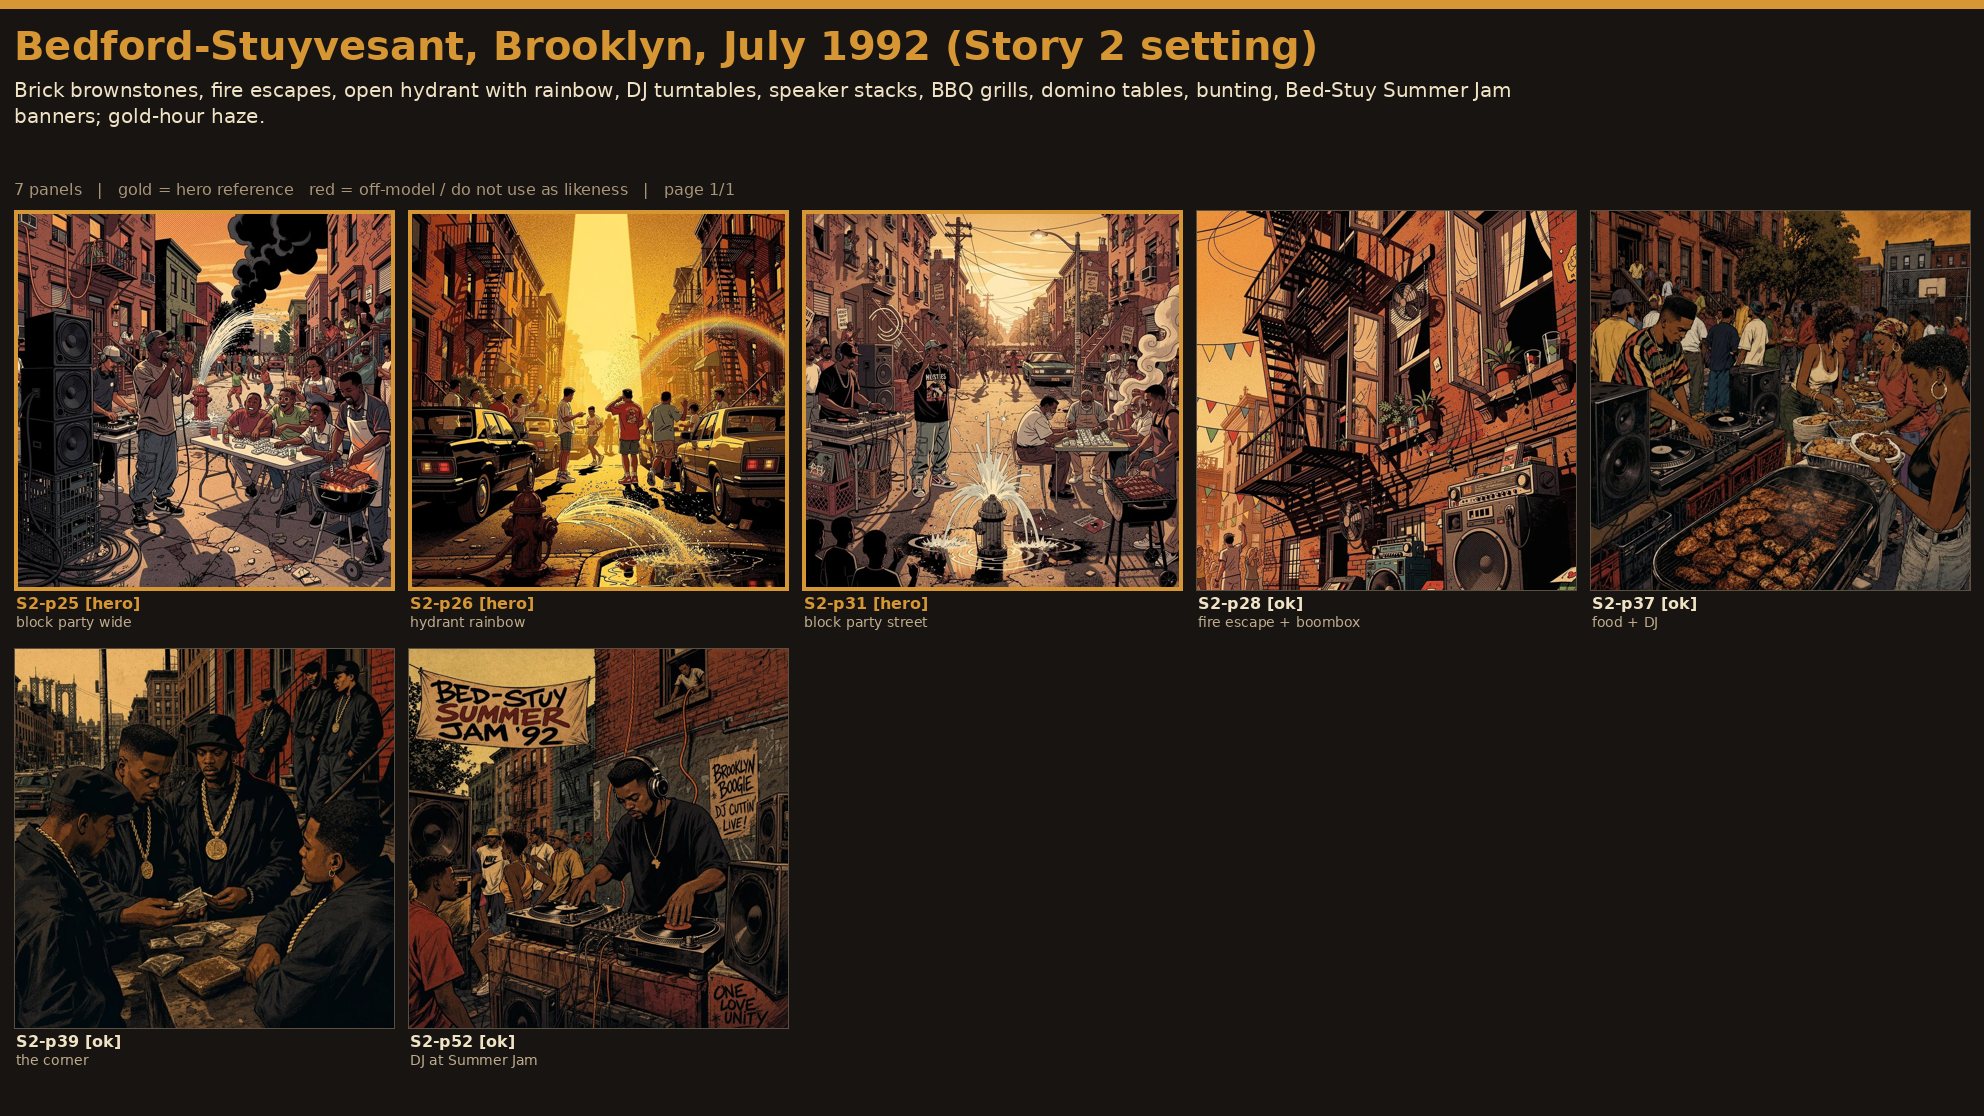 Bedford-Stuyvesant, Brooklyn, July 1992 (Story 2 setting)
Brick brownstones, fire escapes, open hydrant with rainbow, DJ turntables, speaker stacks, BBQ grills, domino tables, bunting, Bed-Stuy Summer Jam
banners; gold-hour haze.
7 panels | gold = hero reference red = off-model / do not use as likeness | page 1/1
S2-p25 [hero]
block party wide
S2-p26 [hero]
hydrant rainbow
S2-p31 [hero]
block party street
S2-p28 [ok]
fire escape + boombox
S2-p37 [ok]
food + DJ
BED-STUY
SUMMER
JAM '92
BROOKLYN
BOOGIE
DJ CUTTIN
LIVE!
NIKE
ONE
LOVE
UNITY
S2-p39 [ok]
the corner
S2-p52 [ok]
DJ at Summer Jam